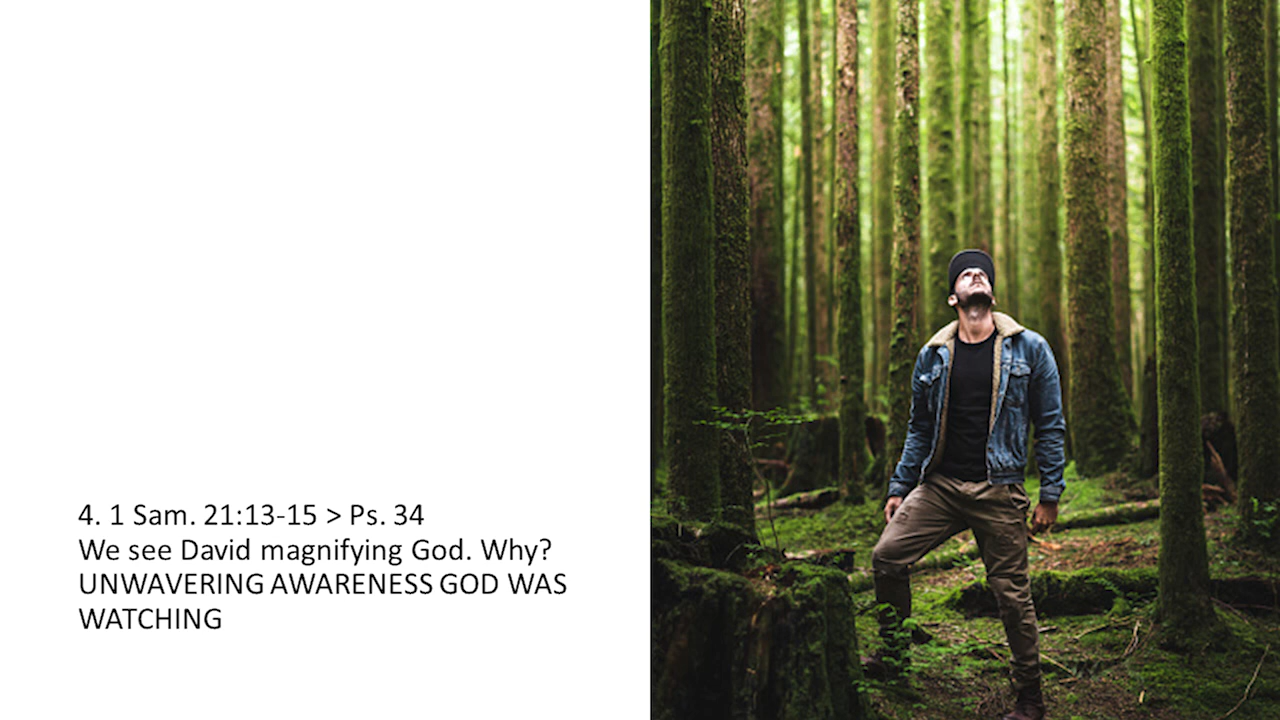 4. 1 Sam. 21:13-15 > Ps. 34
We see David magnifying God. Why?
UNWAVERING AWARENESS GOD WAS
WATCHING